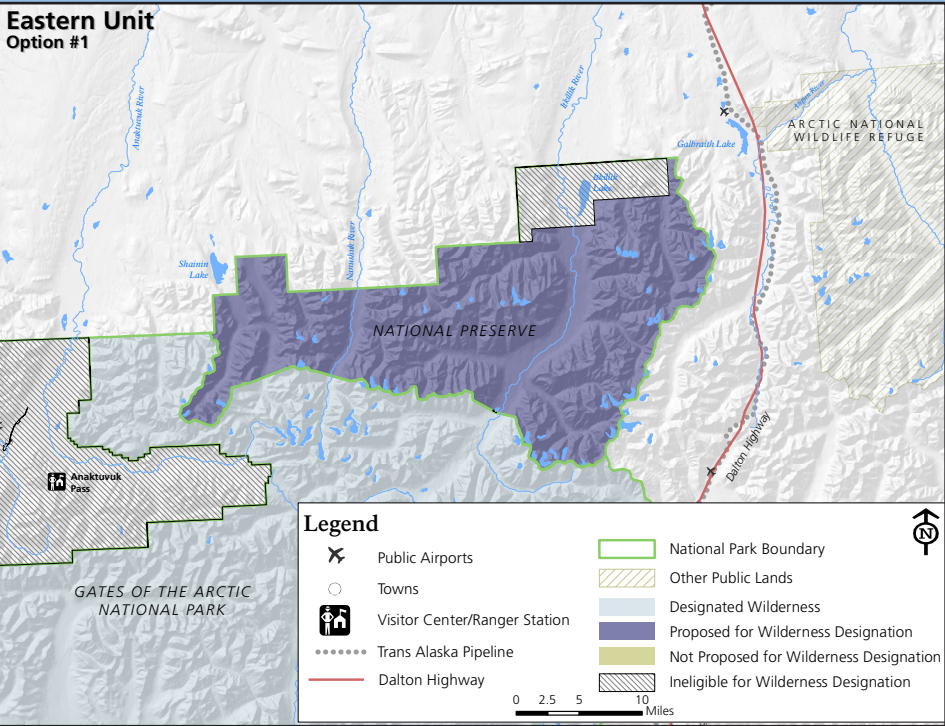 Eastern Unit
Option #1
Anaktuvuk River
Itkillik River
Aligun River
ARCTIC NATIONAL
WILDLIFE REFUGE
Galbraith Lake
Itkillik
Lake
Nanushuk River
Shainin
Lake
NATIONAL PRESERVE
Dalton Highway
Anaktuvuk
Pass
GATES OF THE ARCTIC
NATIONAL PARK
Legend
Public Airports
Towns
Visitor Center/Ranger Station
Trans Alaska Pipeline
Dalton Highway
National Park Boundary
Other Public Lands
Designated Wilderness
Proposed for Wilderness Designation
Not Proposed for Wilderness Designation
Ineligible for Wilderness Designation
N
0 2.5 5 10
Miles